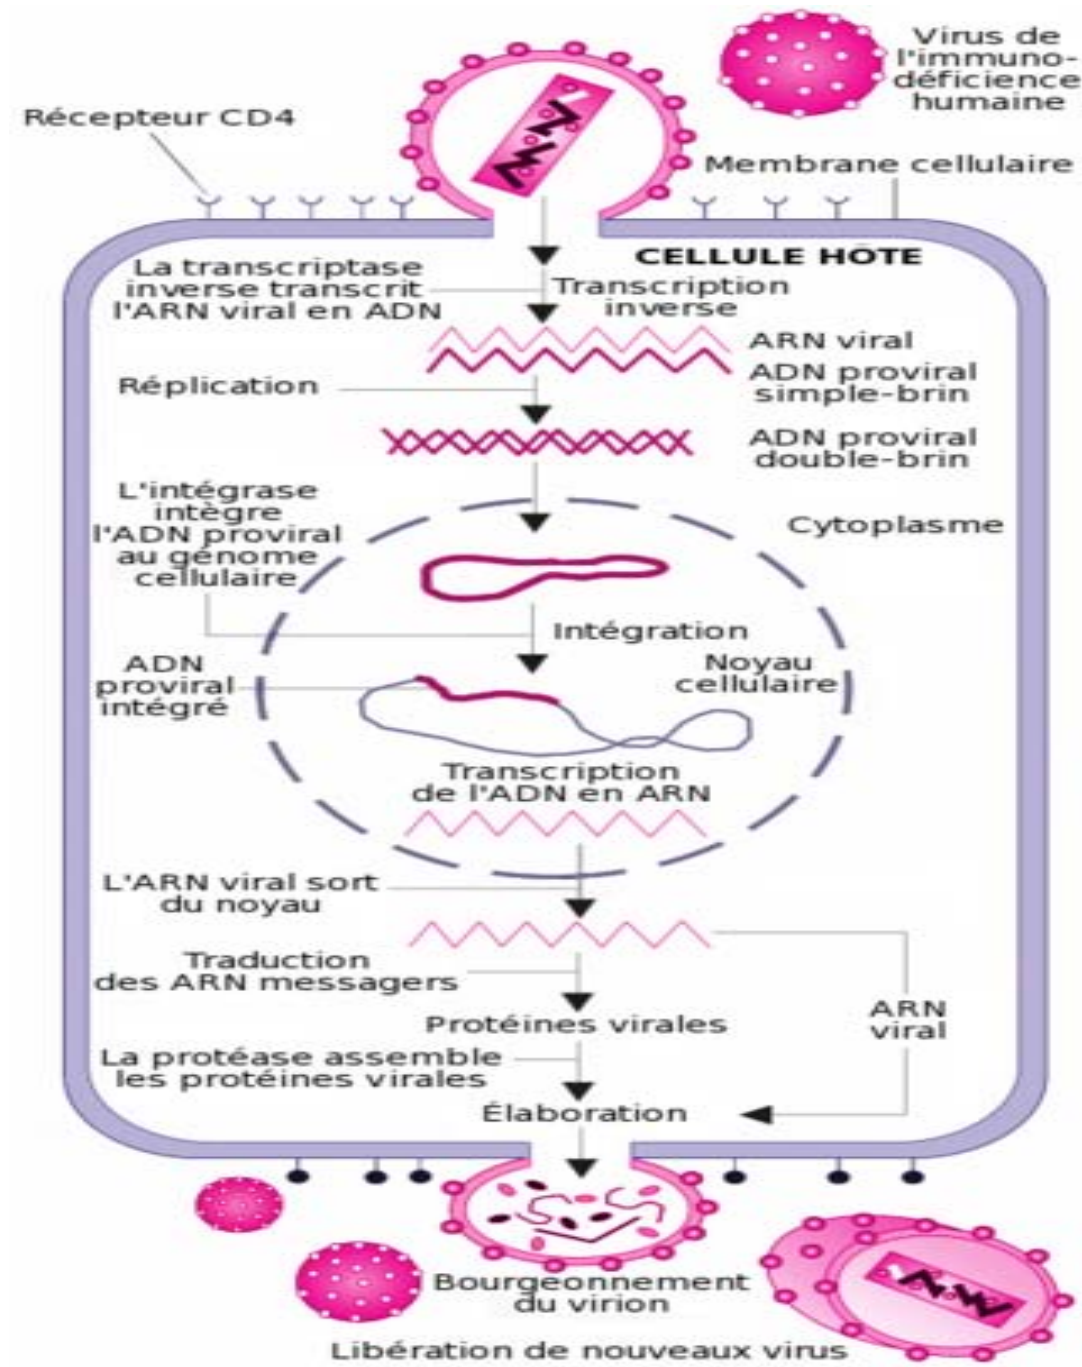 Virus de
l'immuno-
déficience
humaine
Récepteur CD4
Membrane cellulaire
CELLULE HÔTE
La transcriptase
inverse transcrit
l'ARN viral en ADN
Transcription
inverse
ARN viral
ADN proviral
simple-brin
Réplication
ADN proviral
double-brin
L'intégrase
intègre
l'ADN proviral
au génome
cellulaire
Cytoplasme
Intégration
ADN
proviral
intégré
Noyau
cellulaire
Transcription
de l'ADN en ARN
L'ARN viral sort
du noyau
Traduction
des ARN messagers
Protéines virales
ARN
viral
La protéase assemble
les protéines virales
Élaboration
Bourgeonnement
du virion
Libération de nouveaux virus